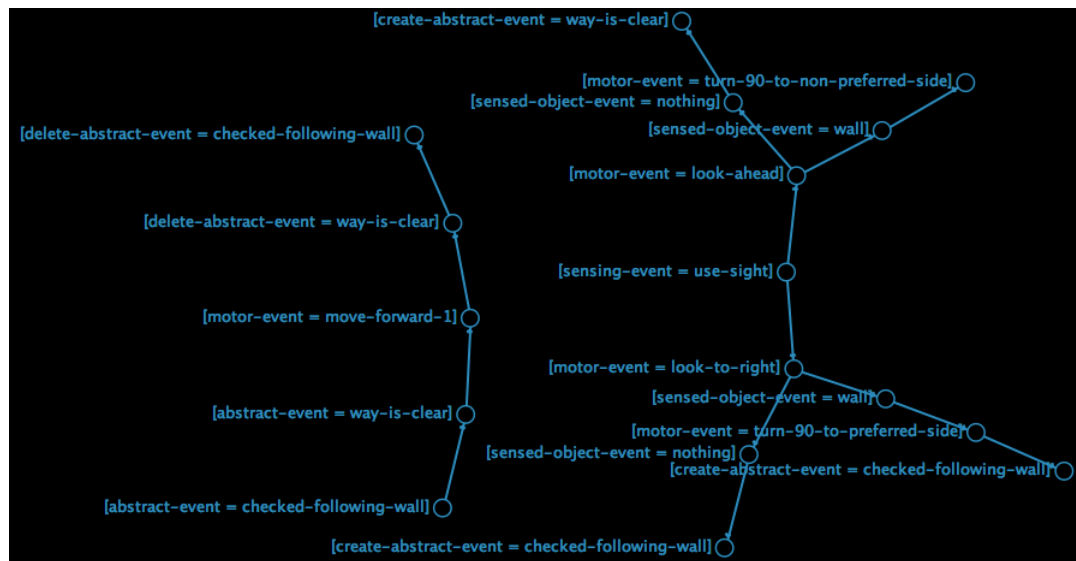 [create-abstract-event = way-is-clear]
[motor-event = turn-90-to-non-preferred-side]
[sensed-object-event = nothing]
[sensed-object-event = wall]
[delete-abstract-event = checked-following-wall]
[motor-event = look-ahead]
[delete-abstract-event = way-is-clear]
[sensing-event = use-sight]
[motor-event = move-forward-1]
[motor-event = look-to-right]
[sensed-object-event = wall]
[abstract-event = way-is-clear]
[motor-event = turn-90-to-preferred-side]
[sensed-object-event = nothing]
[create-abstract-event = checked-following-wall]
[abstract-event = checked-following-wall]
[create-abstract-event = checked-following-wall]